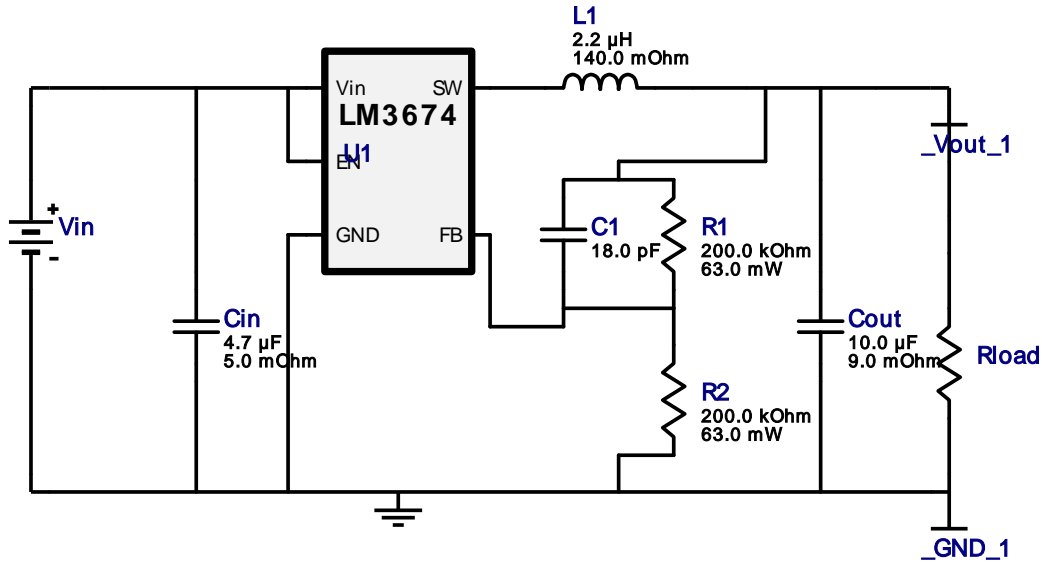 L1
2.2 µH
140.0 mOhm
Vin
SW
LM3674
U1
EN
_Vout_1
+
Vin
-
GND
FB
C1
18.0 pF
R1
200.0 kOhm
63.0 mW
Cin
4.7 µF
5.0 mOhm
Cout
10.0 µF
9.0 mOhm
Rload
R2
200.0 kOhm
63.0 mW
_GND_1